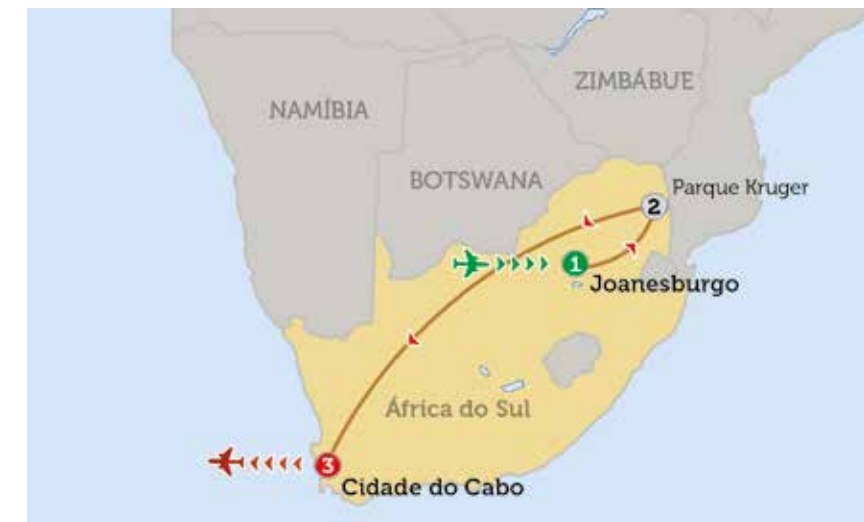 ZIMBÁBUE
NAMÍBIA
BOTSWANA
Parque Kruger
2
1
Joanesburgo
África do Sul
3
Cidade do Cabo